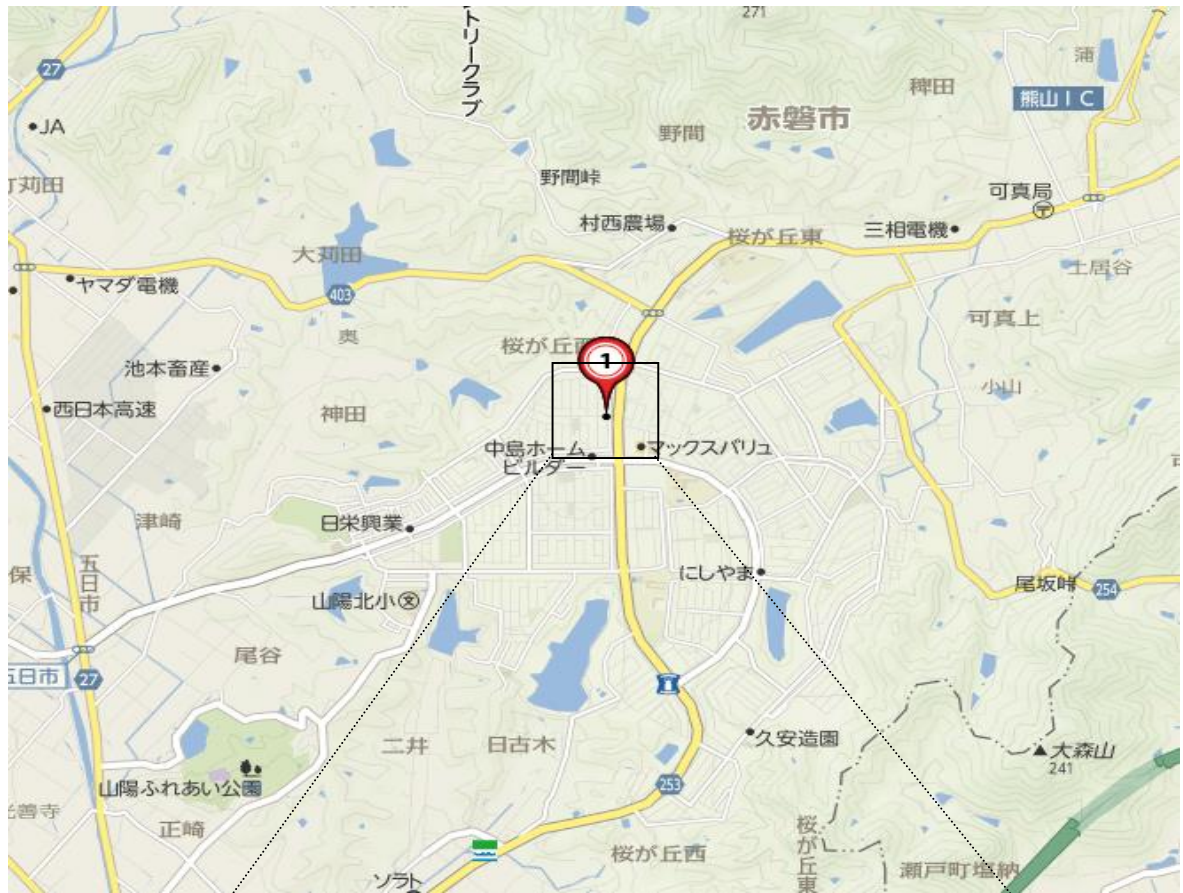 271
27
トリークラブ
蒲
稗田
熊山IC
赤磐市
JA
野間
野間峠
可真局
苅田
村西農場
桜が丘東
三相電機
大苅田
土居谷
ヤマダ電機
403
奥
可真上
桜が丘西
1
池本畜産
小山
西日本高速
神田
中島ホーム
ビルダー
マックスバリュ
津崎
日栄興業
五日市
保
にしやま
尾坂峠
254
山陽北小
文
尾谷
五日市
27
二井
日古木
久安造園
大森山
241
山陽ふれあい公園
253
善寺
正崎
桜が丘西
桜が丘東
瀬戸町塩納
ソラト